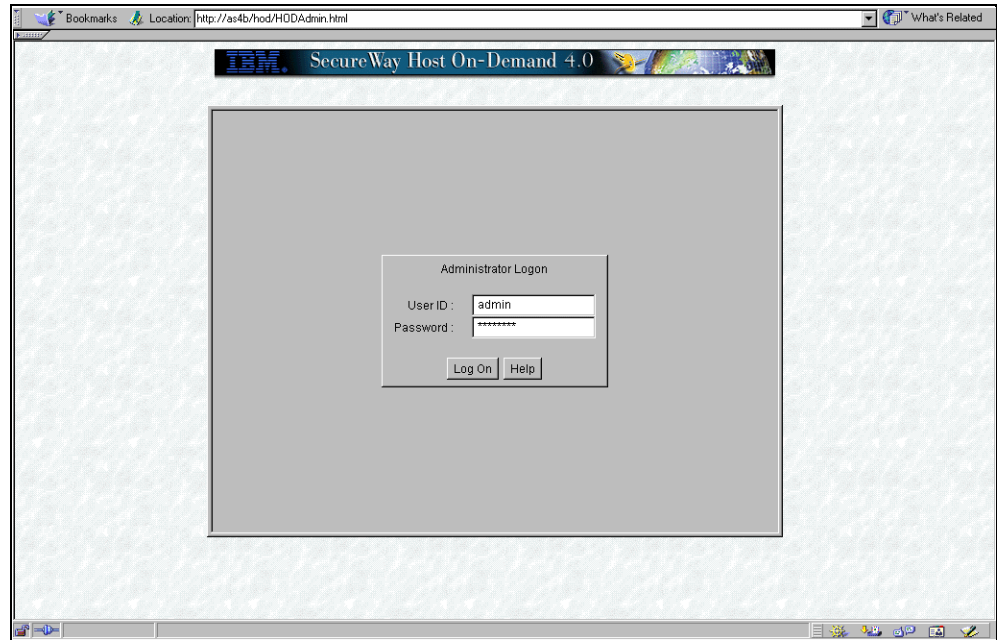 Bookmarks Location: http://as4b/hod/HODAdmin.html What's Related
IBM. SecureWay Host On-Demand 4.0
Administrator Logon
User ID : admin
Password : ********
Log On Help